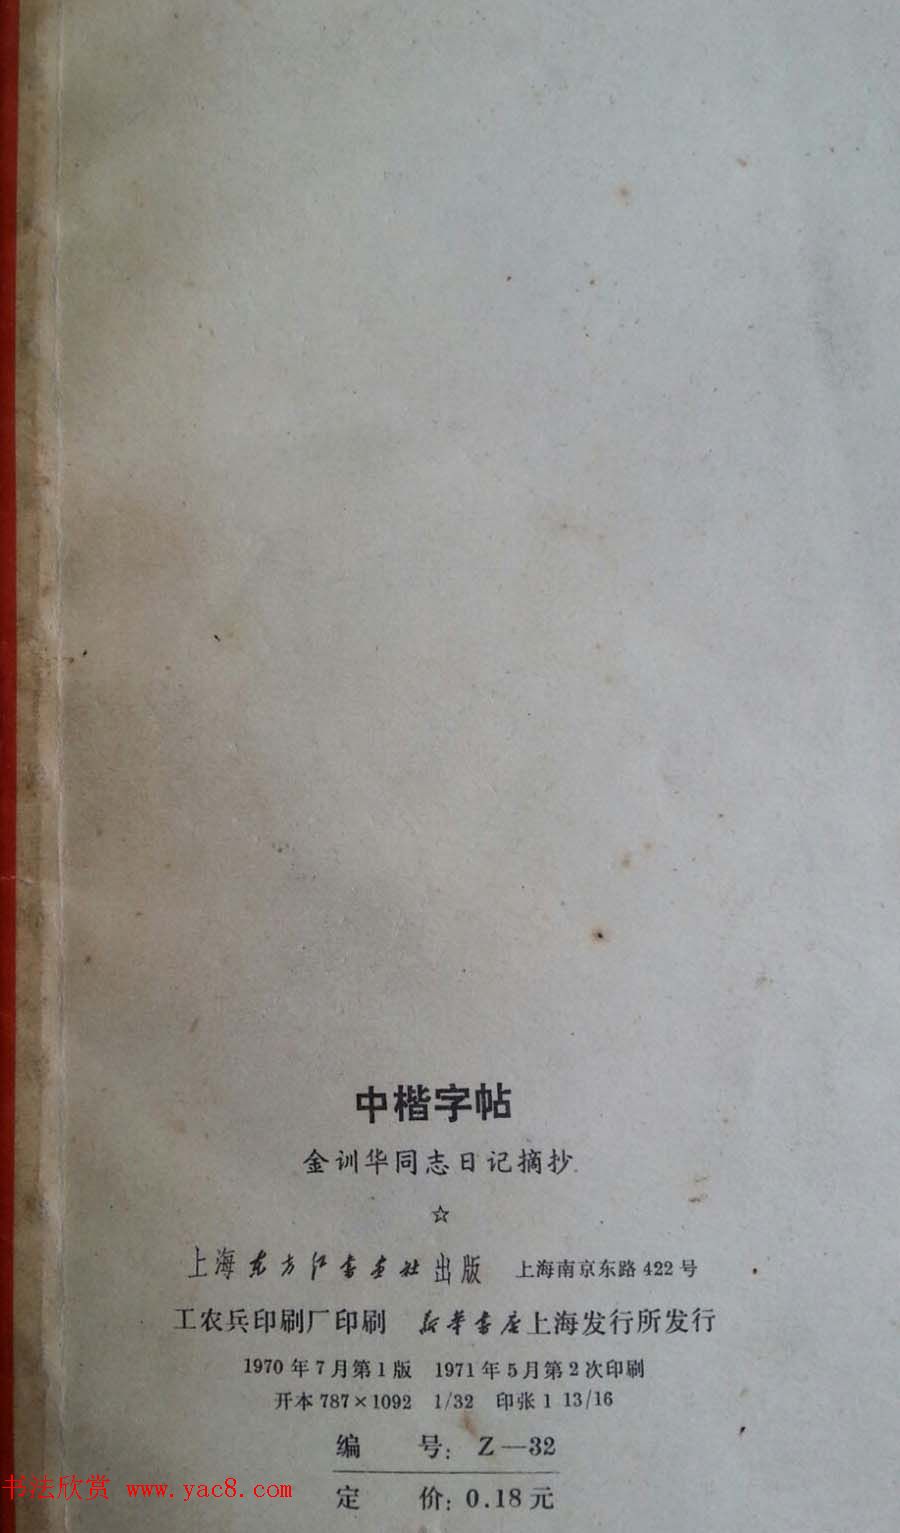 中楷字帖
金训华同志日记摘抄
☆
上海东方红书画社出版 上海南京东路422号
工农兵印刷厂印刷 新华书店上海发行所发行
1970年7月第1版 1971年5月第2次印刷
开本787×1092 1/32 印张1 13/16
编 号: Z—32
书法欣赏 www.yac8.com
定 价: 0.18元